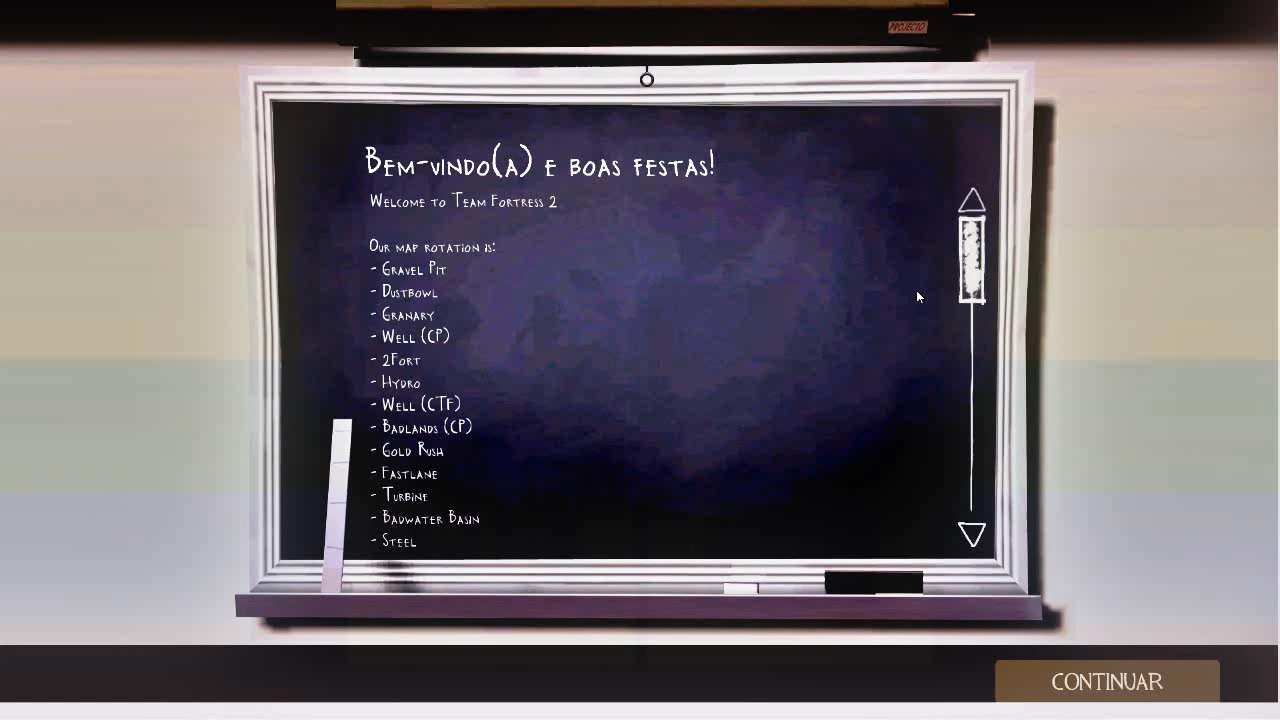 PROJECTO
Bem-vindo(a) e boas festas!
Welcome to Team Fortress 2
Our map rotation is:
- Gravel Pit
- Dustbowl
- Granary
- Well (CP)
- 2Fort
- Hydro
- Well (CTF)
- Badlands (CP)
- Gold Rush
- Fastlane
- Turbine
- Badwater Basin
- Steel
CONTINUAR